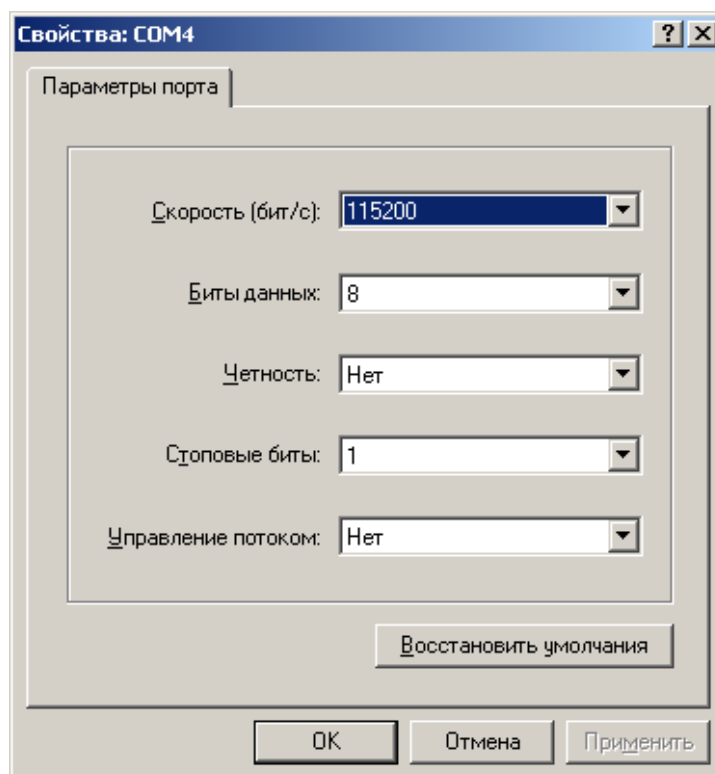 Свойства: COM4
Параметры порта
Скорость (бит/с): 115200
Биты данных: 8
Четность: Нет
Стоповые биты: 1
Управление потоком: Нет
Восстановить умолчания
OK Отмена Применить